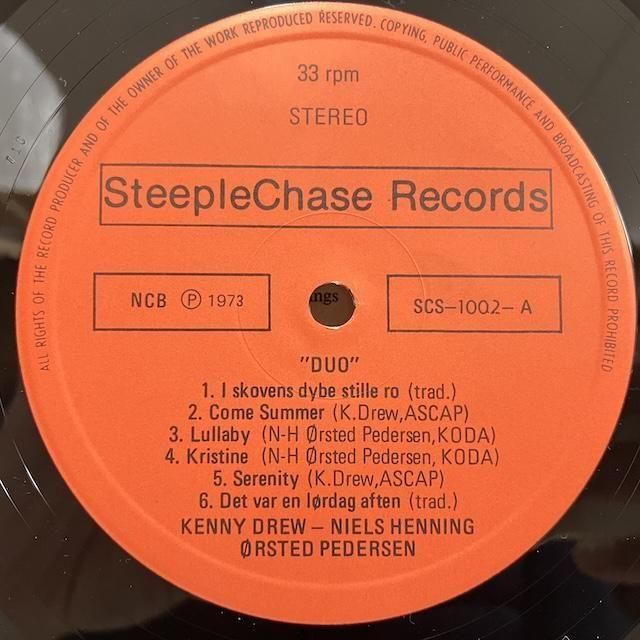 ALL RIGHTS OF THE RECORD PRODUCER AND OF THE OWNER OF THE WORK REPRODUCED RESERVED. COPYING, PUBLIC PERFORMANCE AND BROADCASTING OF THIS RECORD PROHIBITED
33 rpm
STEREO
SteepleChase Records
NCB Ⓟ 1973
SCS-1002-A
"DUO"
1. I skovens dybe stille ro (trad.)
2. Come Summer (K.Drew,ASCAP)
3. Lullaby (N-H Ørsted Pedersen,KODA)
4. Kristine (N-H Ørsted Pedersen, KODA)
5. Serenity (K.Drew,ASCAP)
6. Det var en lørdag aften (trad.)
KENNY DREW – NIELS HENNING
ØRSTED PEDERSEN